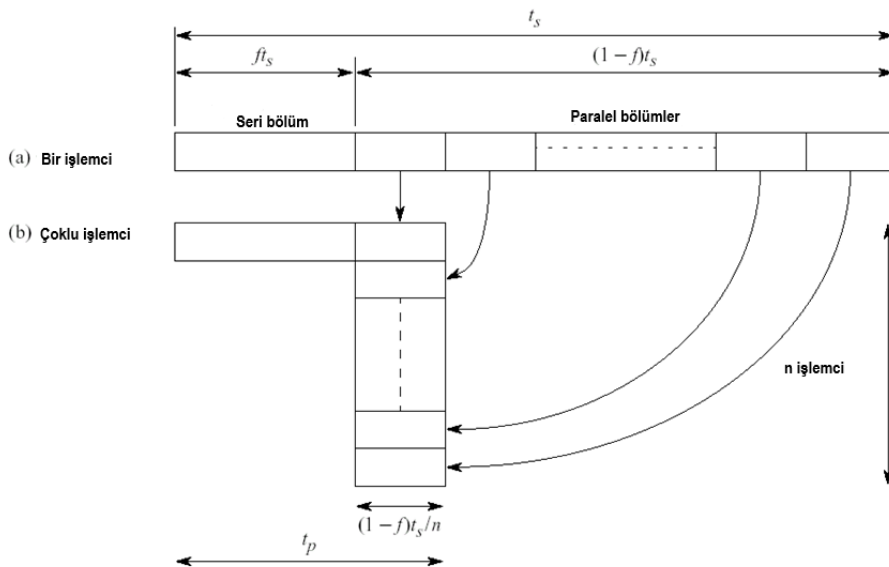 t_s
ft_s
(1 – f)t_s
Seri bölüm
Paralel bölümler
(a) Bir işlemci
(b) Çoklu işlemci
n işlemci
(1 – f)t_s/n
t_p